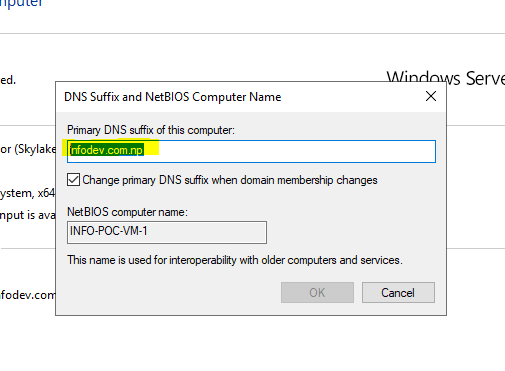 mputer
Windows Serve
ed.
DNS Suffix and NetBIOS Computer Name
Primary DNS suffix of this computer:
nfodev.com.np
or (Skylake
Change primary DNS suffix when domain membership changes
ystem, x64
NetBIOS computer name:
nput is ava
INFO-POC-VM-1
This name is used for interoperability with older computers and services.
nfodev.com
OK
Cancel